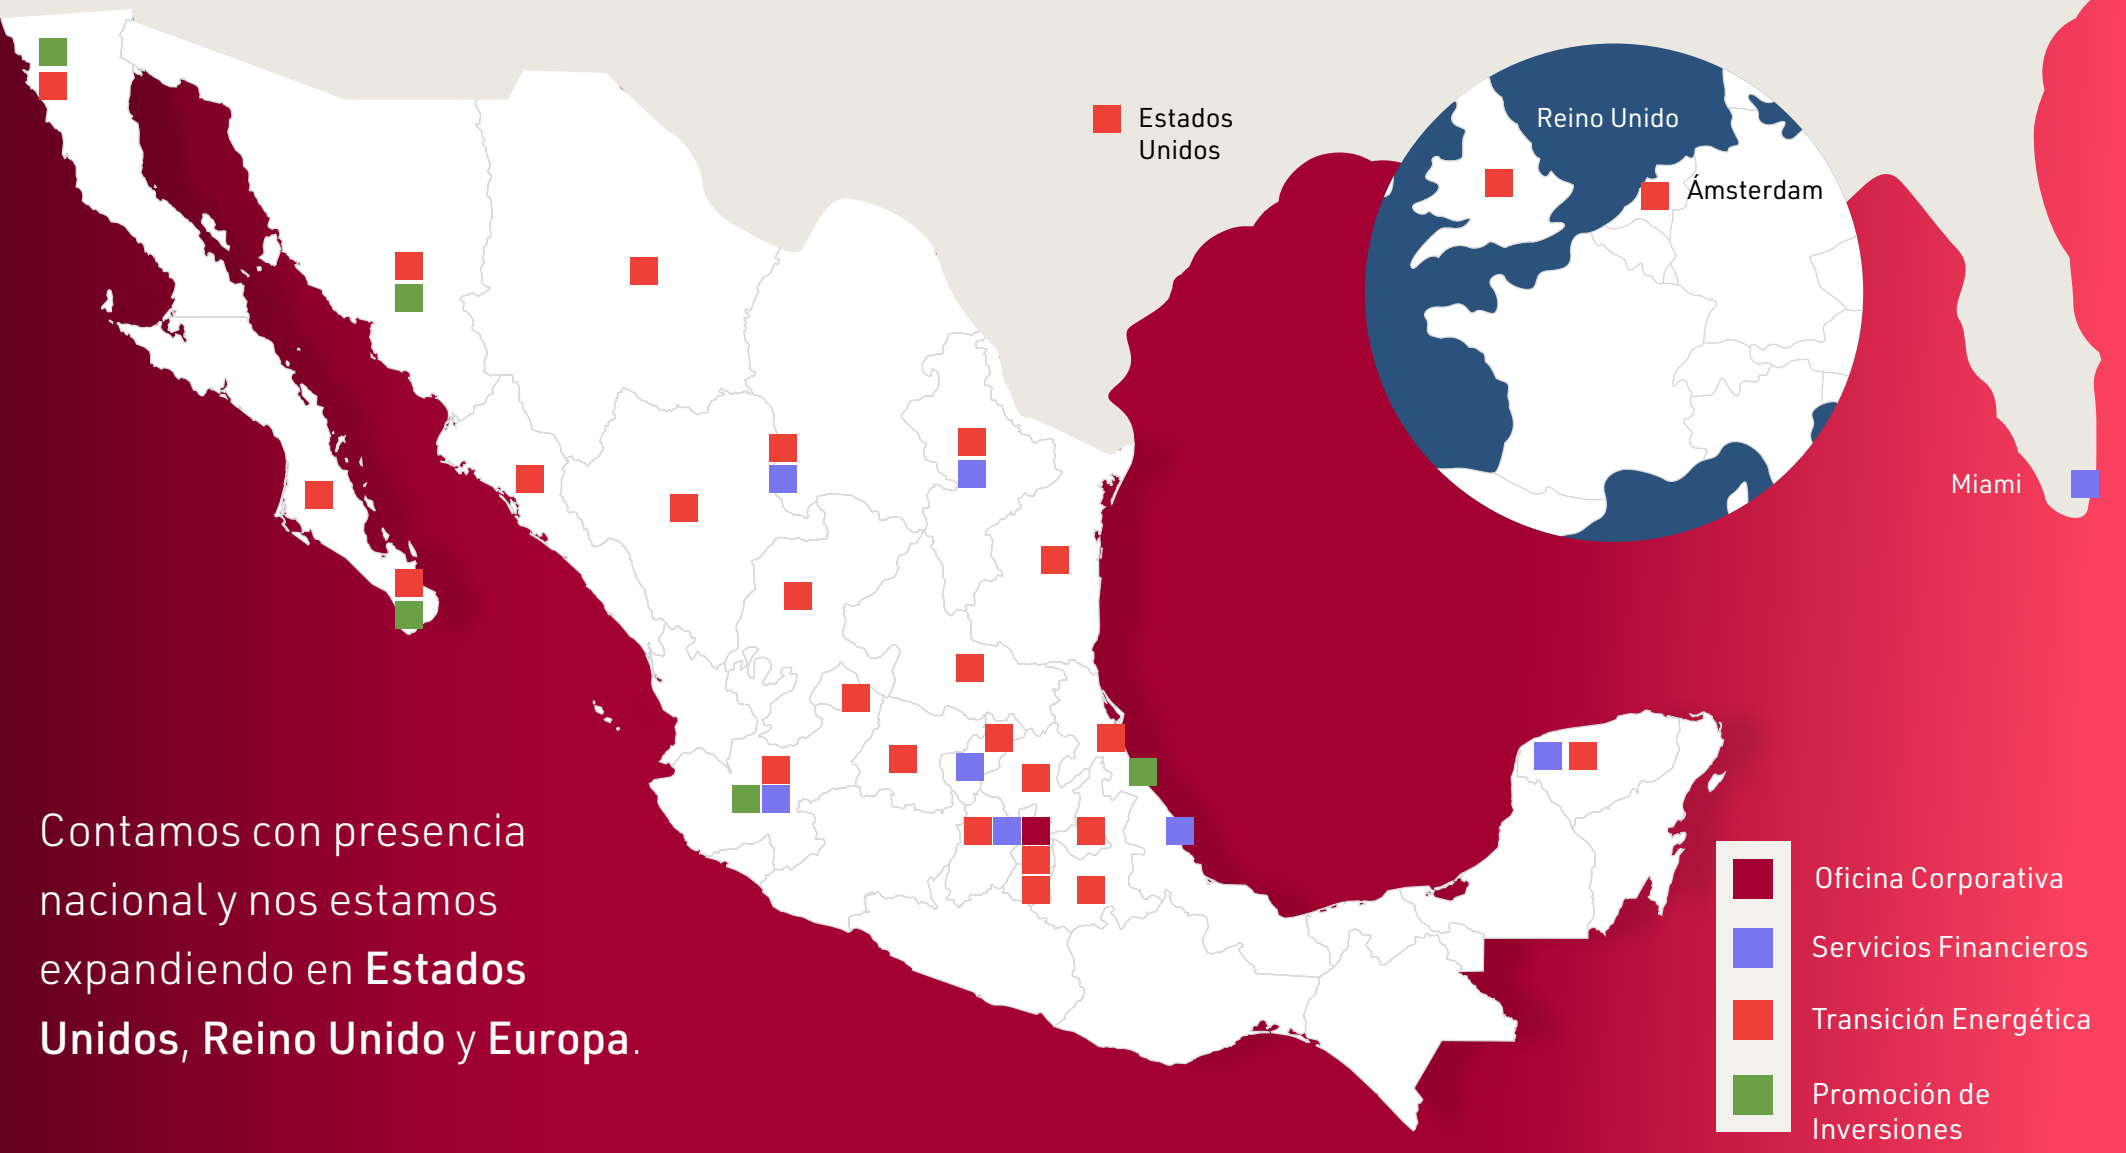 Estados
Unidos
Reino Unido
Ámsterdam
Miami
Contamos con presencia
nacional y nos estamos
expandiendo en Estados
Unidos, Reino Unido y Europa.
Oficina Corporativa
Servicios Financieros
Transición Energética
Promoción de
Inversiones